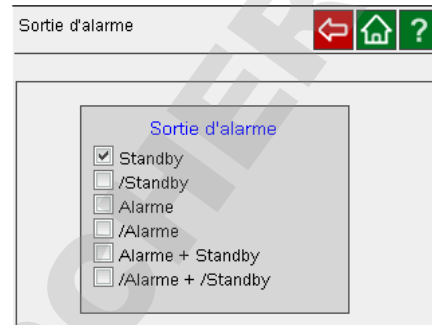 Sortie d'alarme
?
Sortie d'alarme
Standby
/Standby
Alarme
/Alarme
Alarme + Standby
/Alarme + /Standby